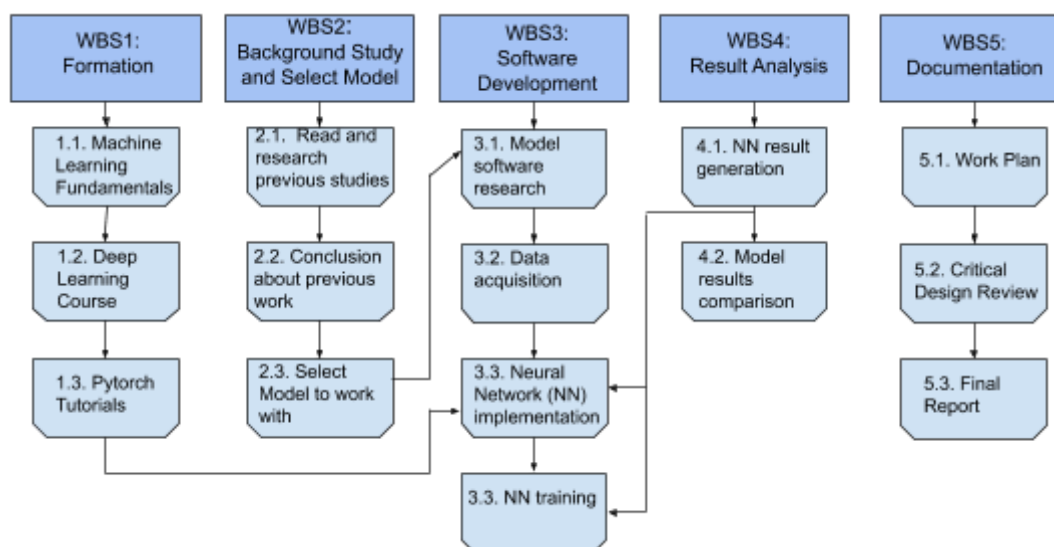 WBS1:
Formation
WBS2:
Background Study
and Select Model
WBS3:
Software
Development
WBS4:
Result Analysis
WBS5:
Documentation
1.1. Machine
Learning
Fundamentals
1.2. Deep
Learning
Course
1.3. Pytorch
Tutorials
2.1. Read and
research
previous studies
2.2. Conclusion
about previous
work
2.3. Select
Model to work
with
3.1. Model
software
research
3.2. Data
acquisition
3.3. Neural
Network (NN)
implementation
3.3. NN training
4.1. NN result
generation
4.2. Model
results
comparison
5.1. Work Plan
5.2. Critical
Design Review
5.3. Final
Report